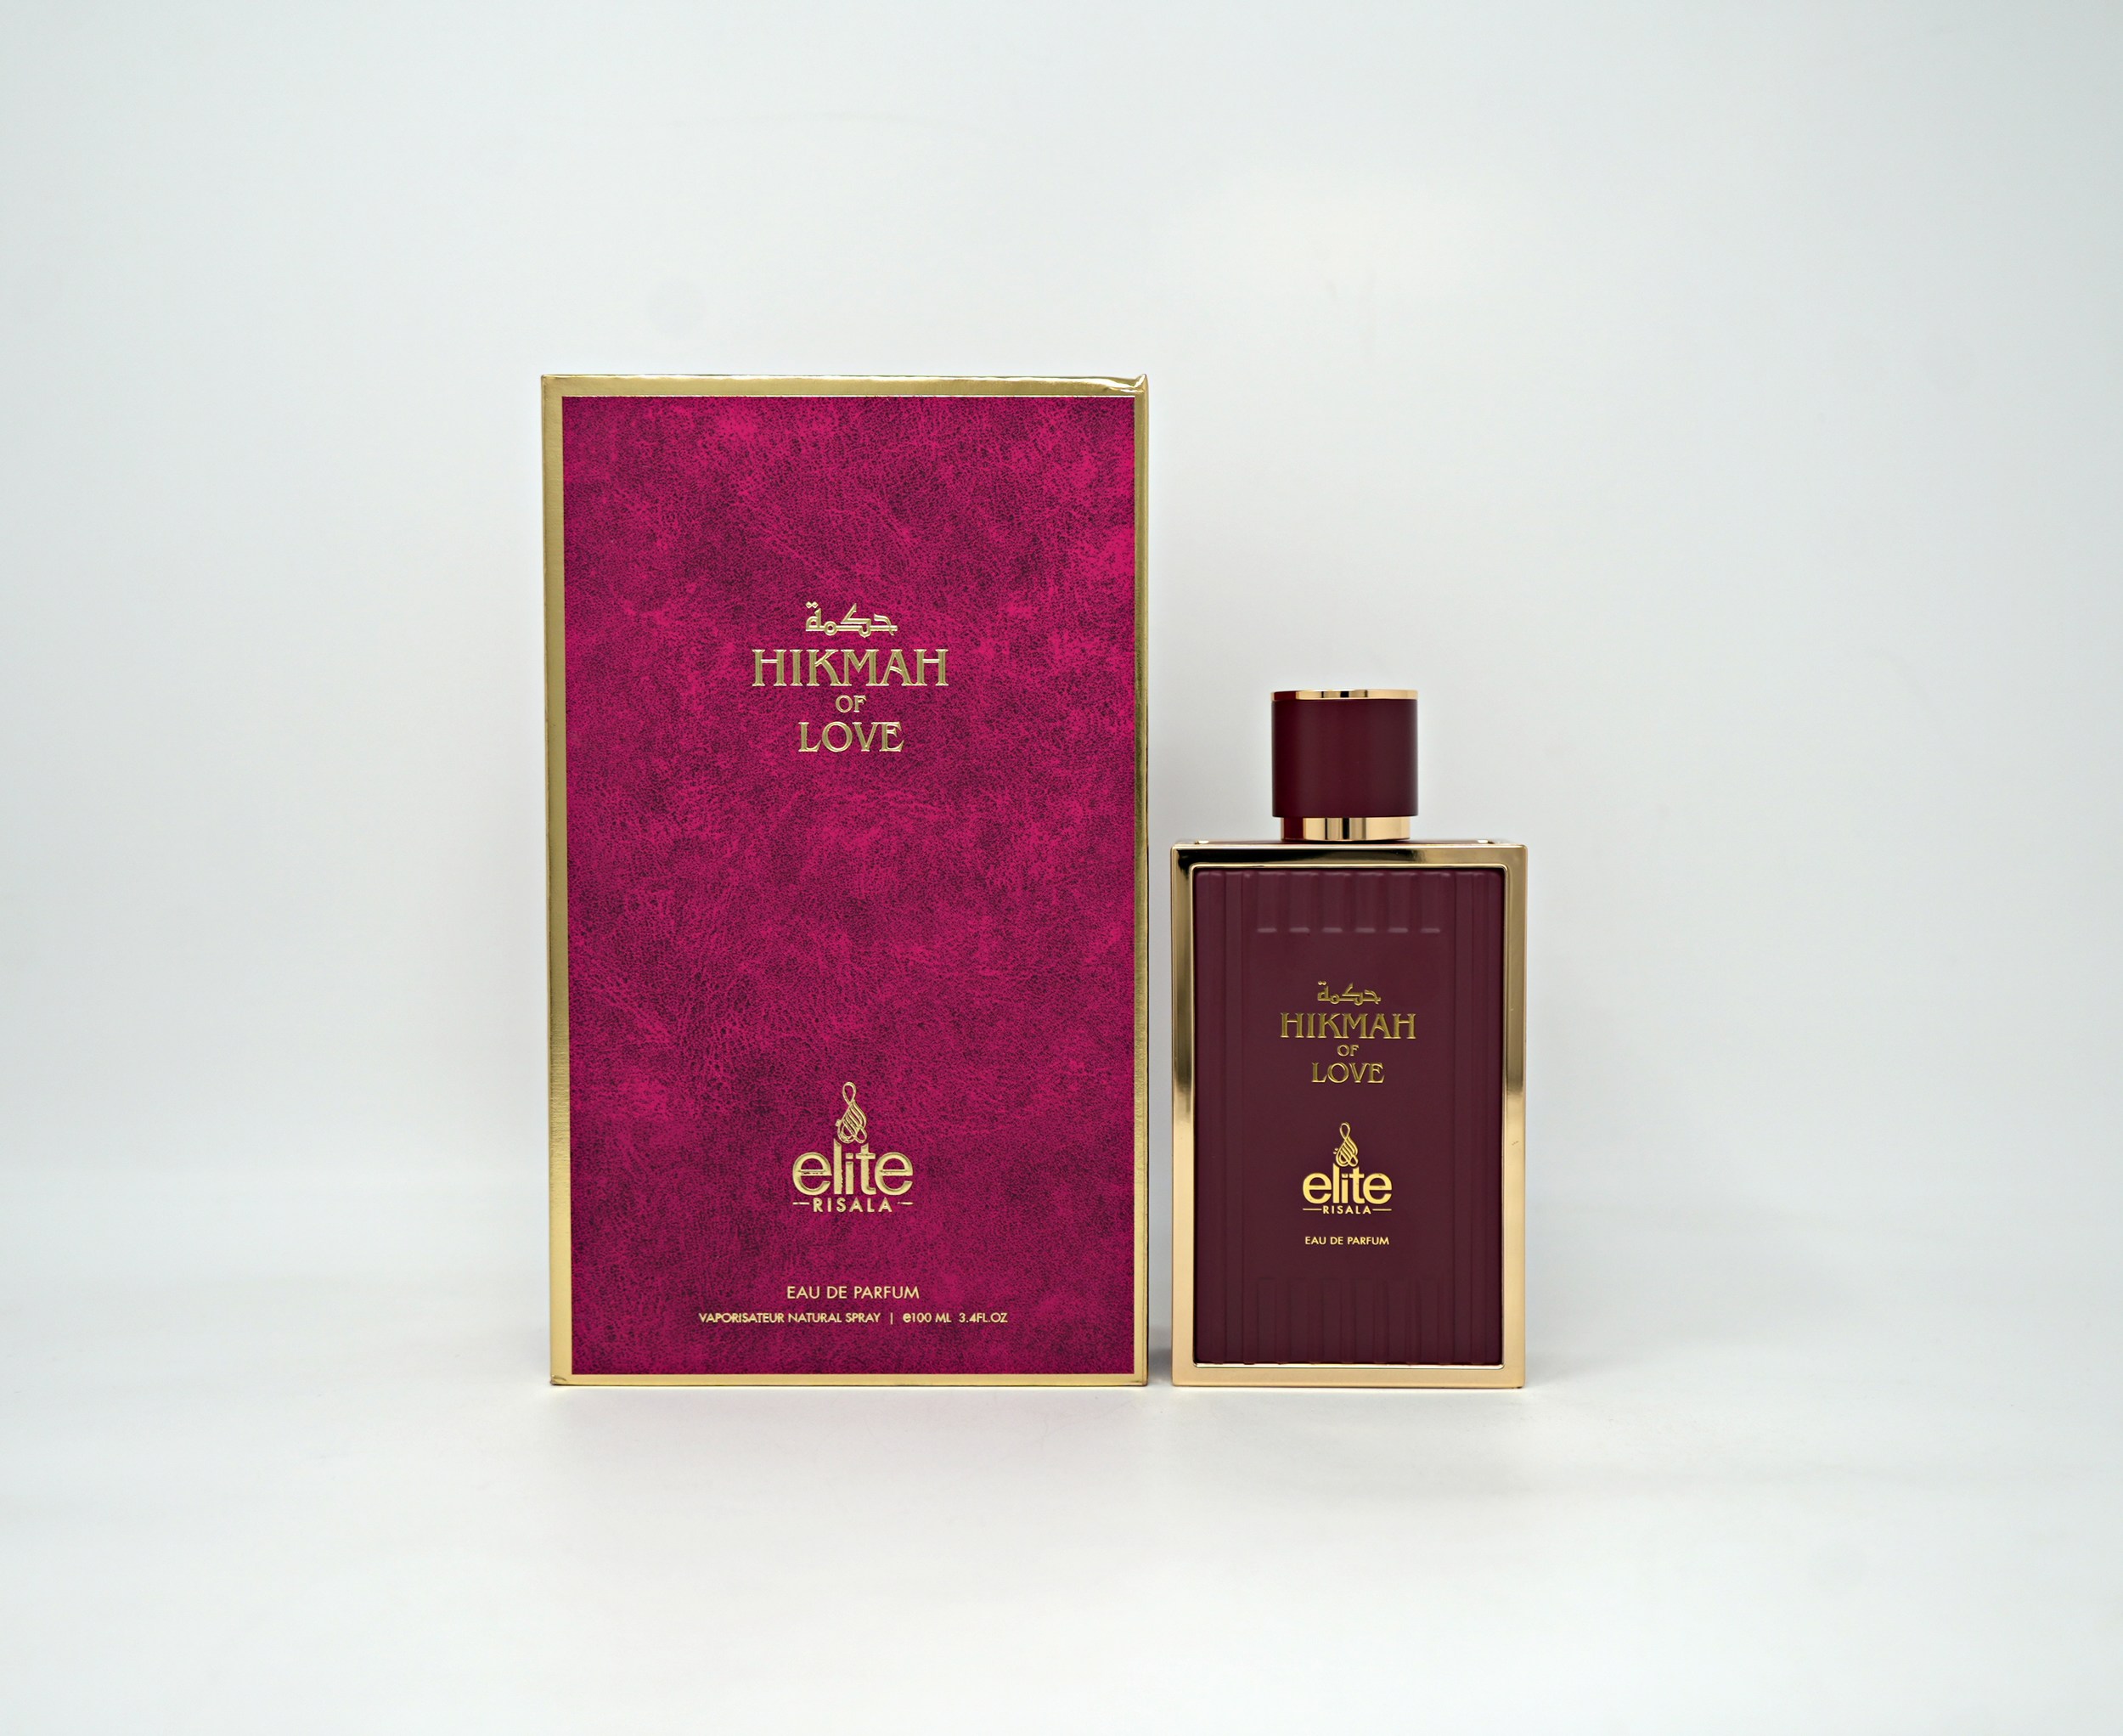 حكمة
HIKMAH
OF
LOVE
elite
RISALA
EAU DE PARFUM
VAPORISATEUR NATURAL SPRAY | e100 ML 3.4FL.OZ
حكمة
HIKMAH
OF
LOVE
elite
RISALA
EAU DE PARFUM